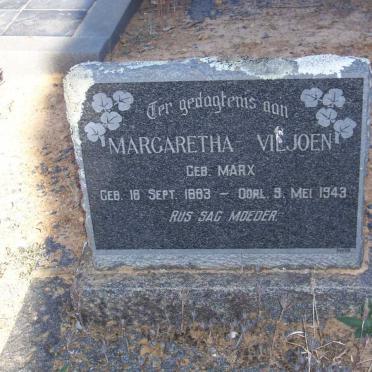 Ter gedagtenis aan
MARGARETHA VILJOEN
GEB. MARX
GEB. 16 SEPT. 1883 - OORL. 9. MEI 1943
RUS SAG MOEDER.